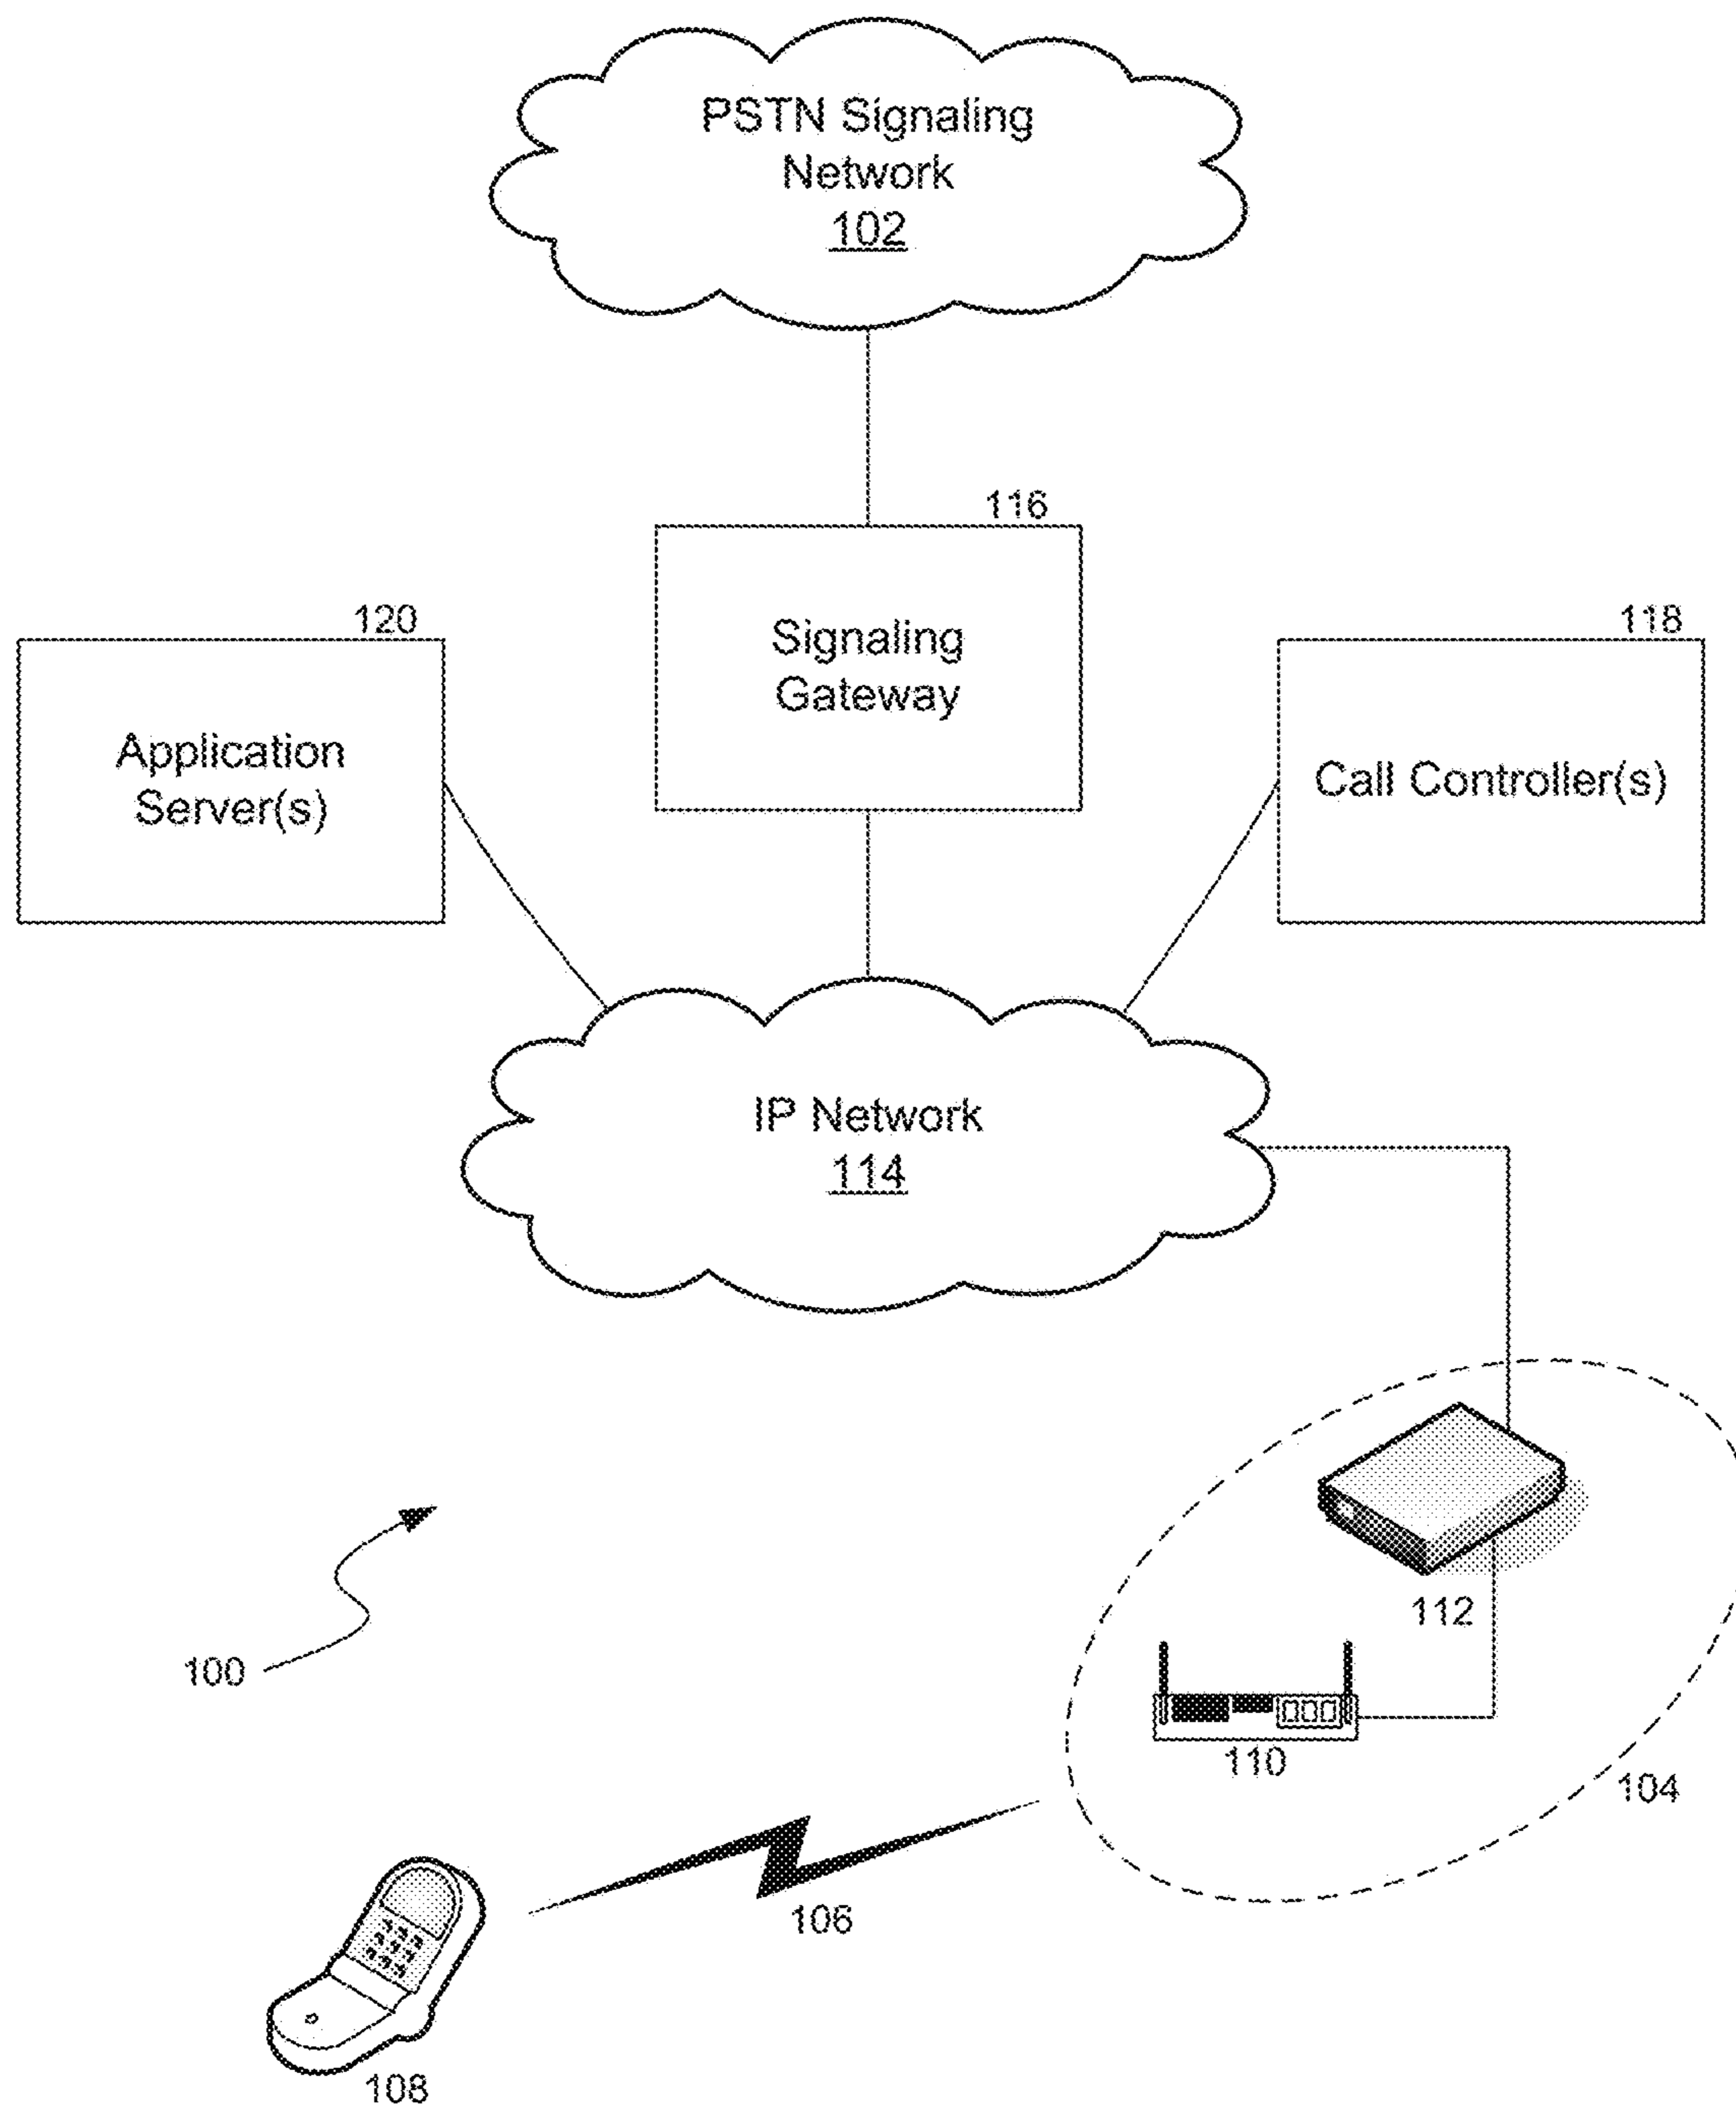 PSTN Signaling
Network
102
116
Signaling
Gateway
120
Application
Server(s)
118
Call Controller(s)
IP Network
114
112
100
110
104
106
108